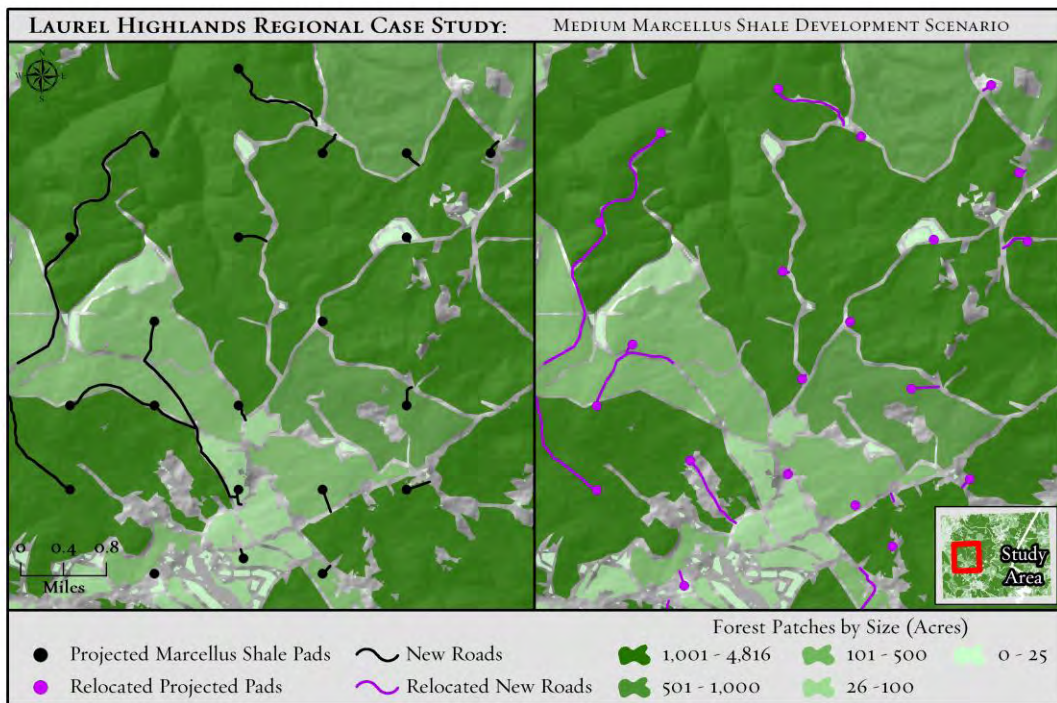 LAUREL HIGHLANDS REGIONAL CASE STUDY: MEDIUM MARCELLUS SHALE DEVELOPMENT SCENARIO
N
W E
S
0 0.4 0.8
Miles
Study
Area
Forest Patches by Size (Acres)
Projected Marcellus Shale Pads New Roads 1,001 - 4,816 101 - 500 0 - 25
Relocated Projected Pads Relocated New Roads 501 - 1,000 26 -100